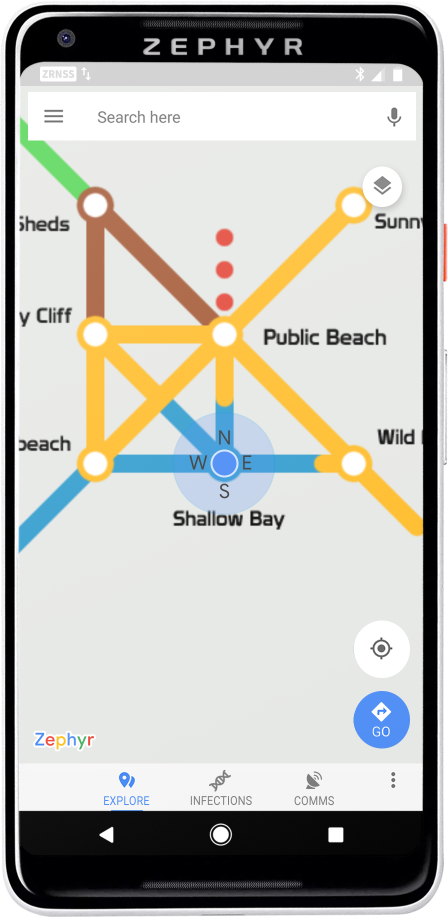 ZEPHYR
ZRNSS
Search here
Sheds
Sunny
y Cliff
Public Beach
beach
Wild
N
W E
S
Shallow Bay
GO
Zephyr
EXPLORE INFECTIONS COMMS